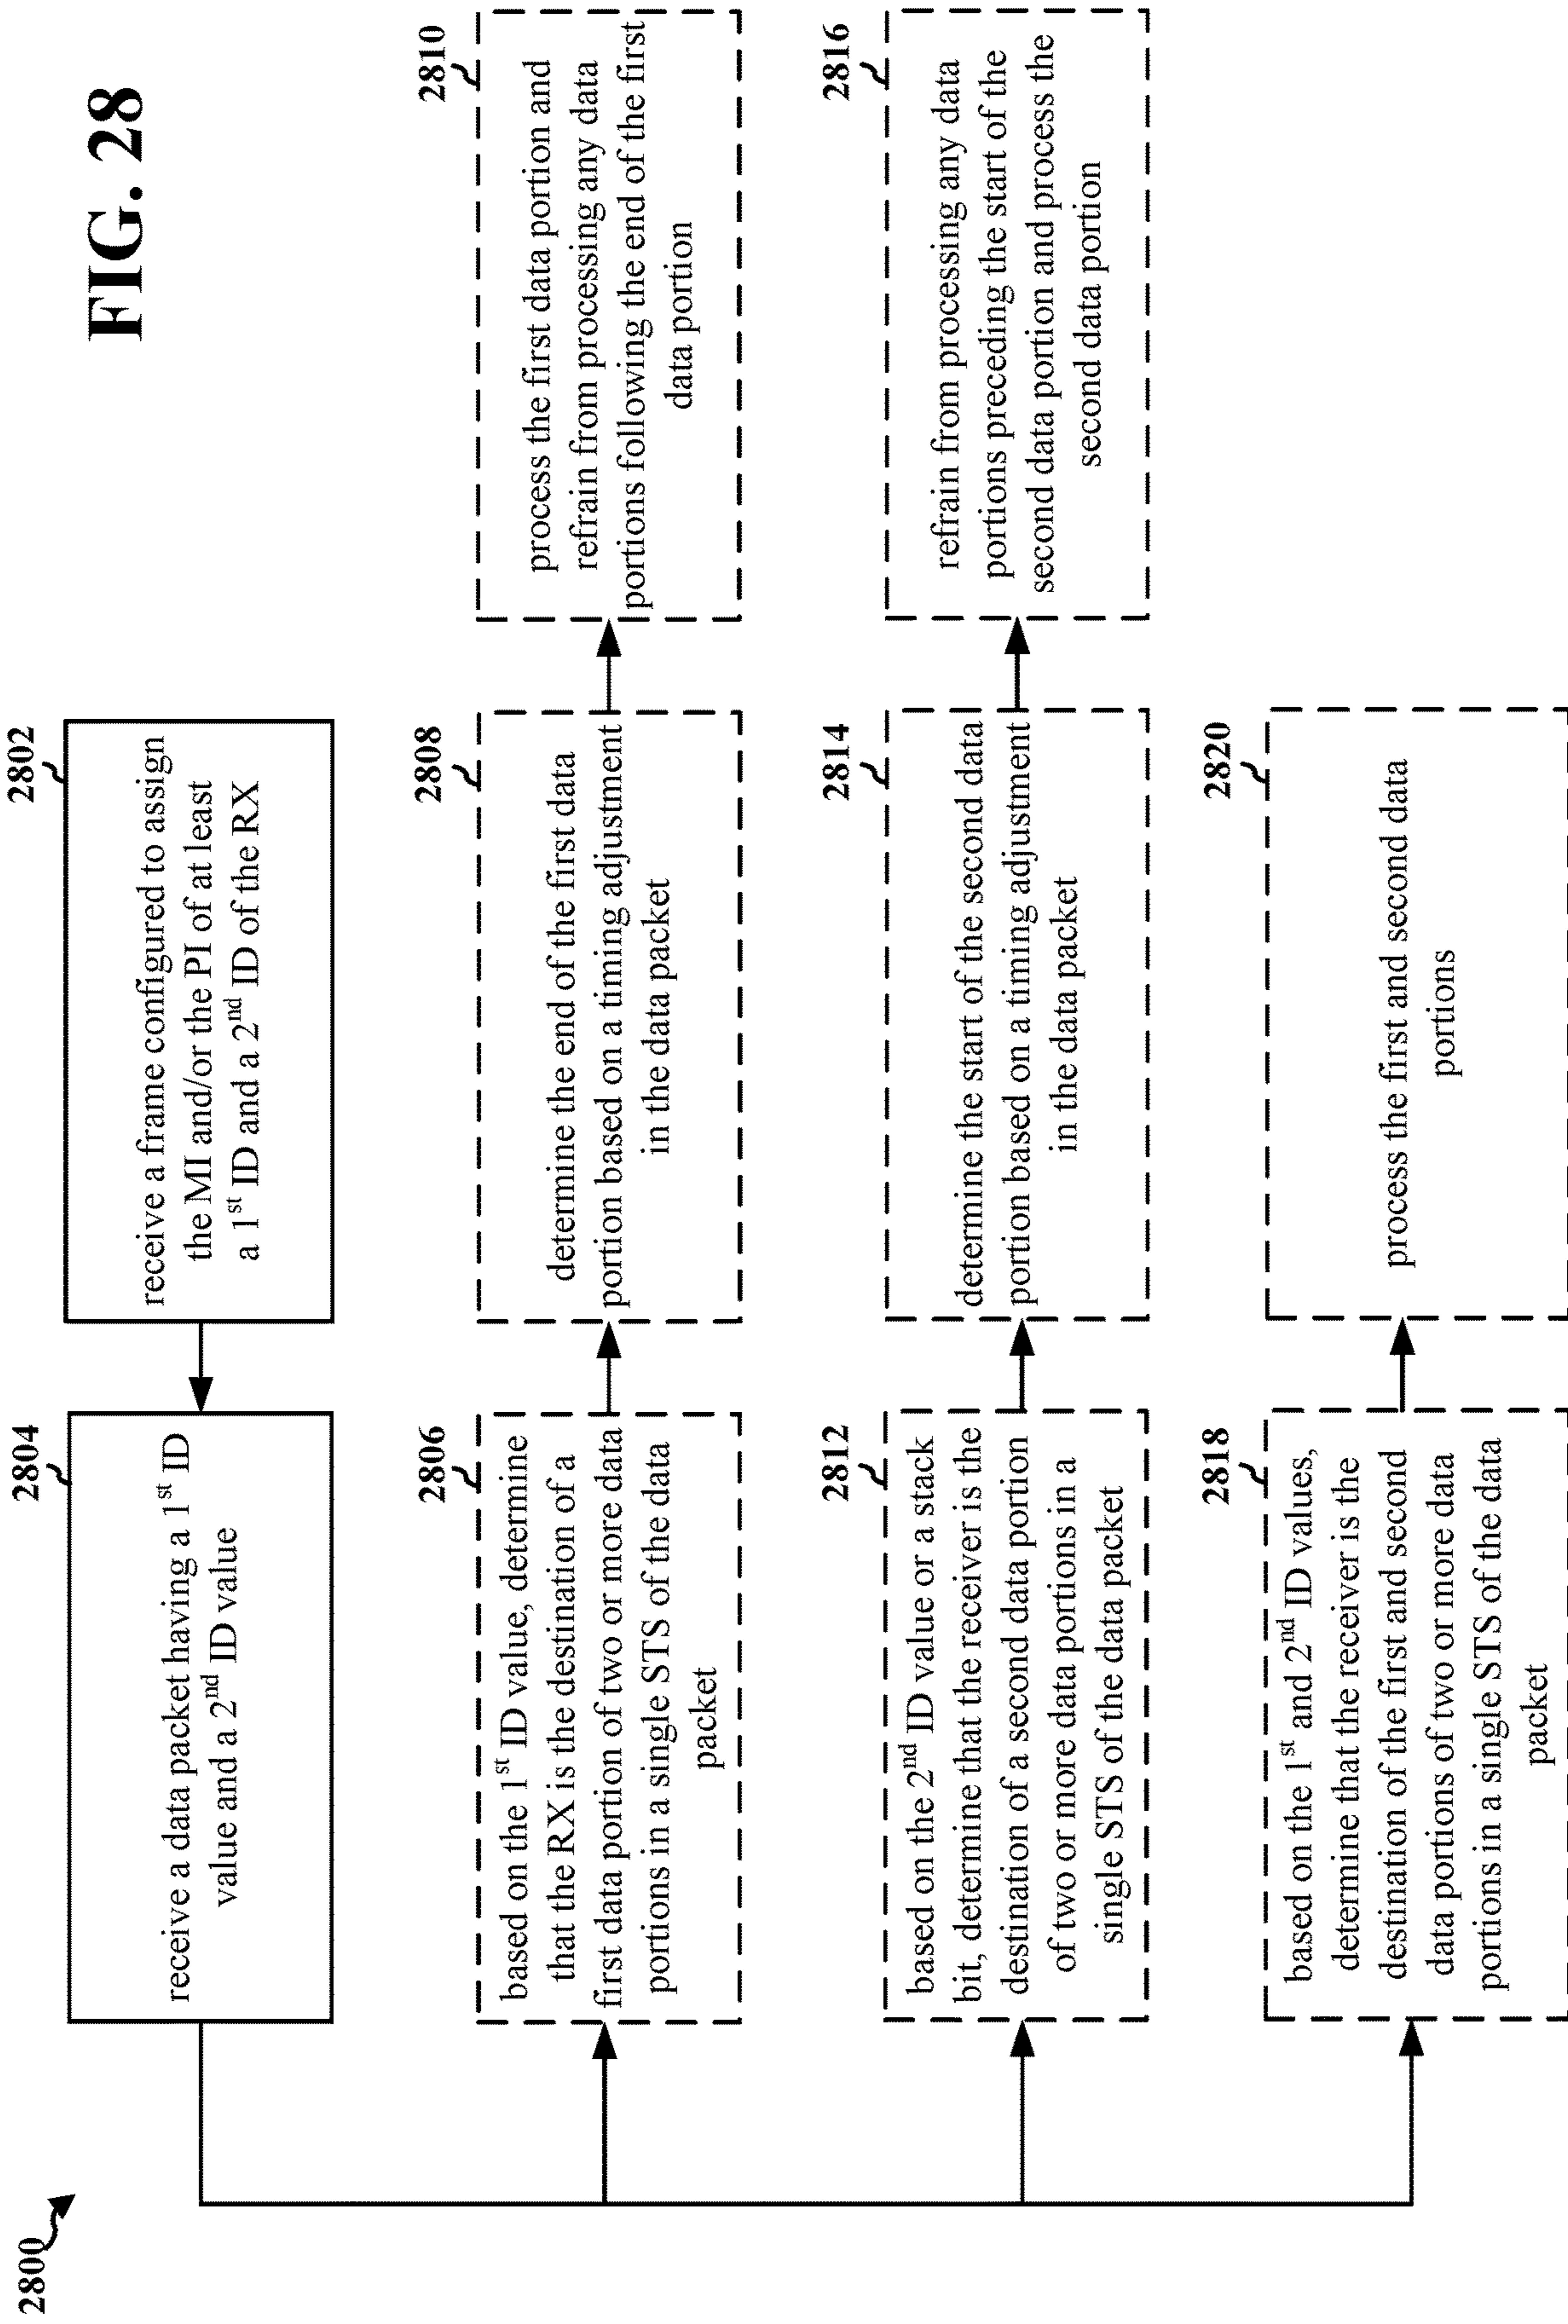 FIG. 28
2800
2802
receive a frame configured to assign
the MI and/or the PI of at least
a 1st ID and a 2nd ID of the RX
2804
receive a data packet having a 1st ID
value and a 2nd ID value
2806
based on the 1st ID value, determine
that the RX is the destination of a
first data portion of two or more data
portions in a single STS of the data
packet
2808
determine the end of the first data
portion based on a timing adjustment
in the data packet
2810
process the first data portion and
refrain from processing any data
portions following the end of the first
data portion
2812
based on the 2nd ID value or a stack
bit, determine that the receiver is the
destination of a second data portion
of two or more data portions in a
single STS of the data packet
2814
determine the start of the second data
portion based on a timing adjustment
in the data packet
2816
refrain from processing any data
portions preceding the start of the
second data portion and process the
second data portion
2818
based on the 1st and 2nd ID values,
determine that the receiver is the
destination of the first and second
data portions of two or more data
portions in a single STS of the data
packet
2820
process the first and second data
portions